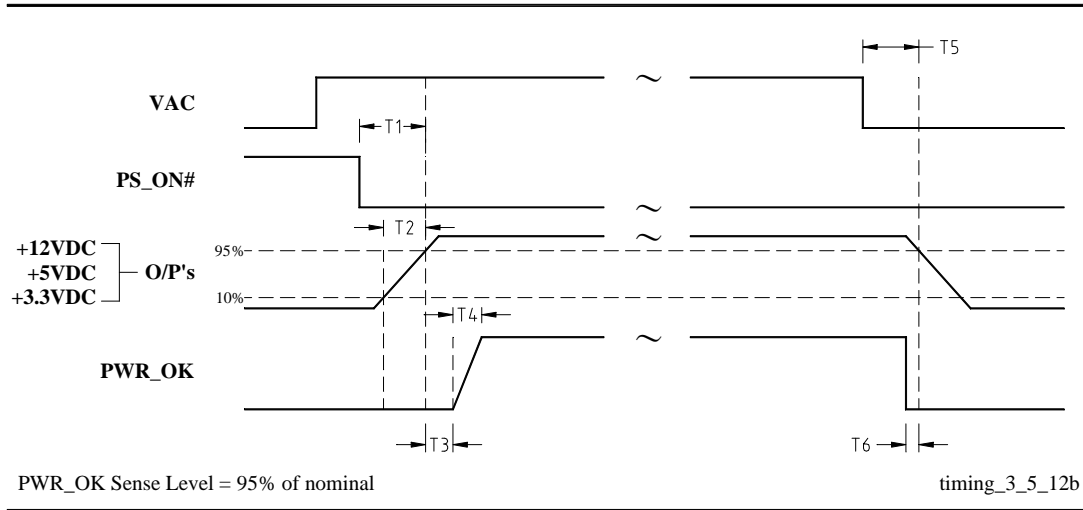 T5
VAC
T1
PS_ON#
T2
+12VDC
+5VDC
+3.3VDC
O/P's
95%
10%
T4
PWR_OK
T3
T6
PWR_OK Sense Level = 95% of nominal
timing_3_5_12b